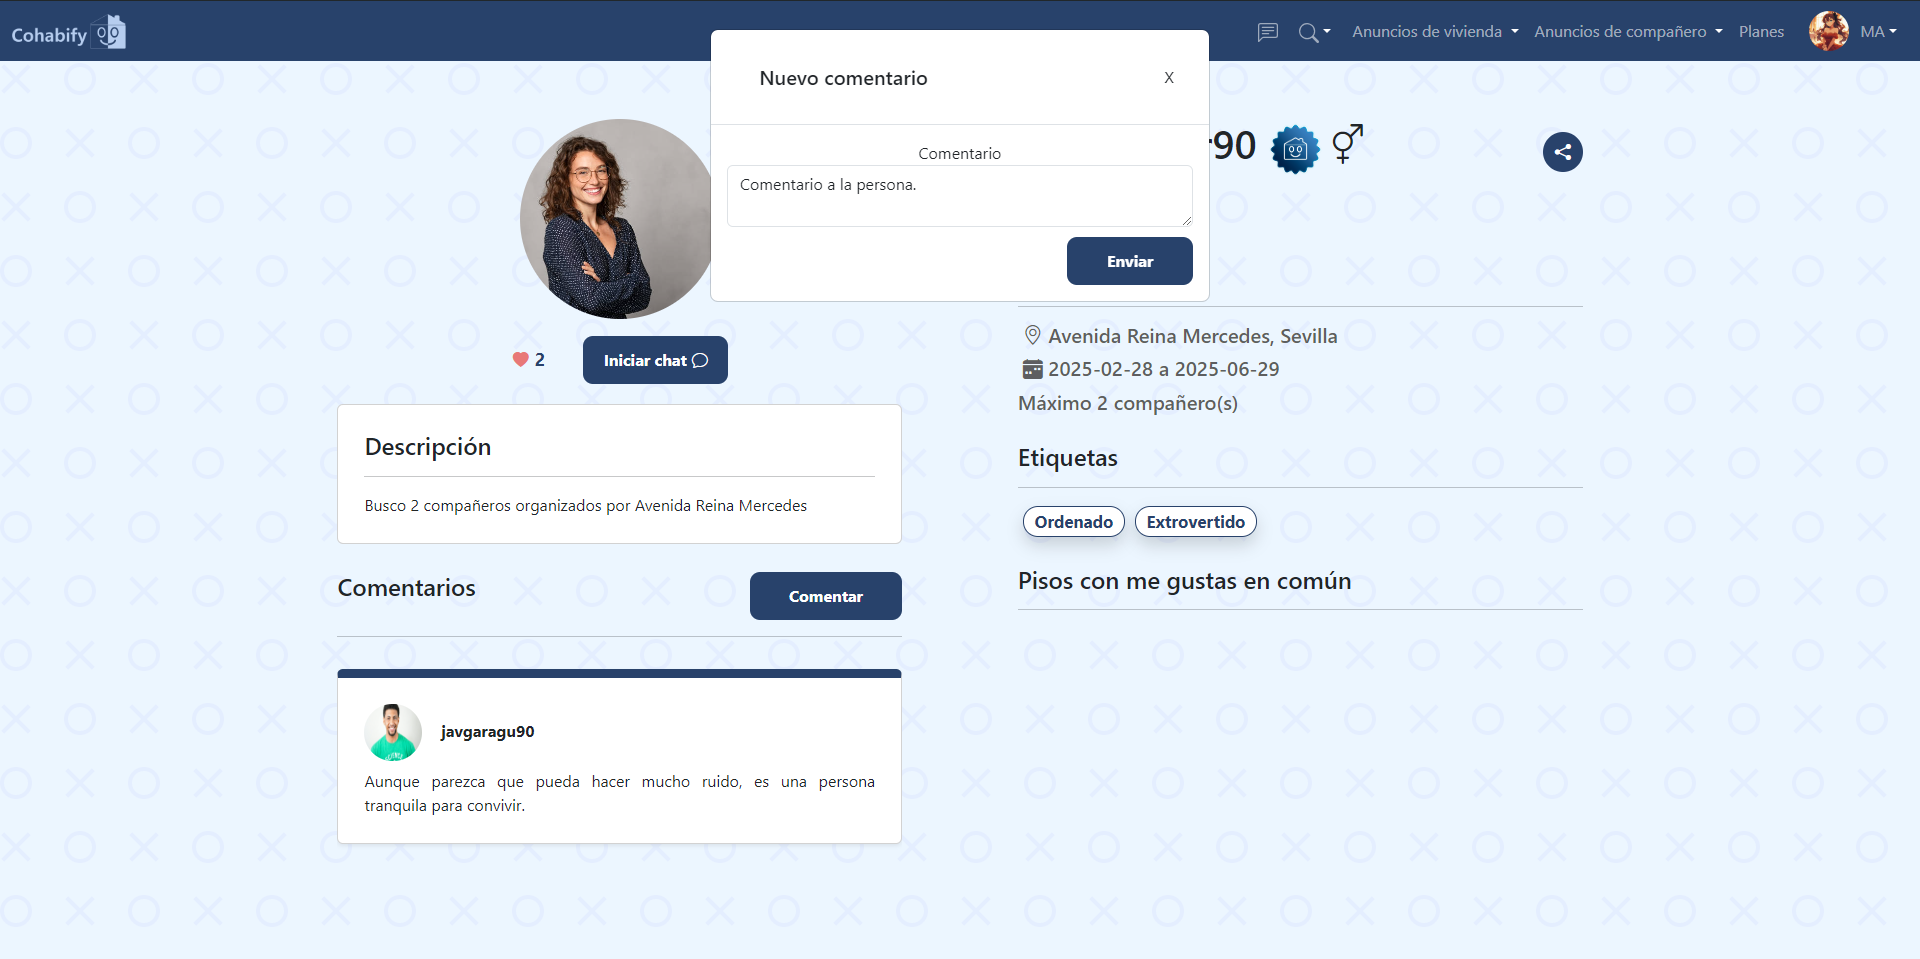 Cohabify
Anuncios de vivienda
Anuncios de compañero
Planes
MA
Nuevo comentario
X
Comentario
Comentario a la persona.
Enviar
90
2
Iniciar chat
Avenida Reina Mercedes, Sevilla
2025-02-28 a 2025-06-29
Máximo 2 compañero(s)
Descripción
Busco 2 compañeros organizados por Avenida Reina Mercedes
Etiquetas
Ordenado
Extrovertido
Comentarios
Comentar
Pisos con me gustas en común
javgaragu90
Aunque parezca que pueda hacer mucho ruido, es una persona
tranquila para convivir.